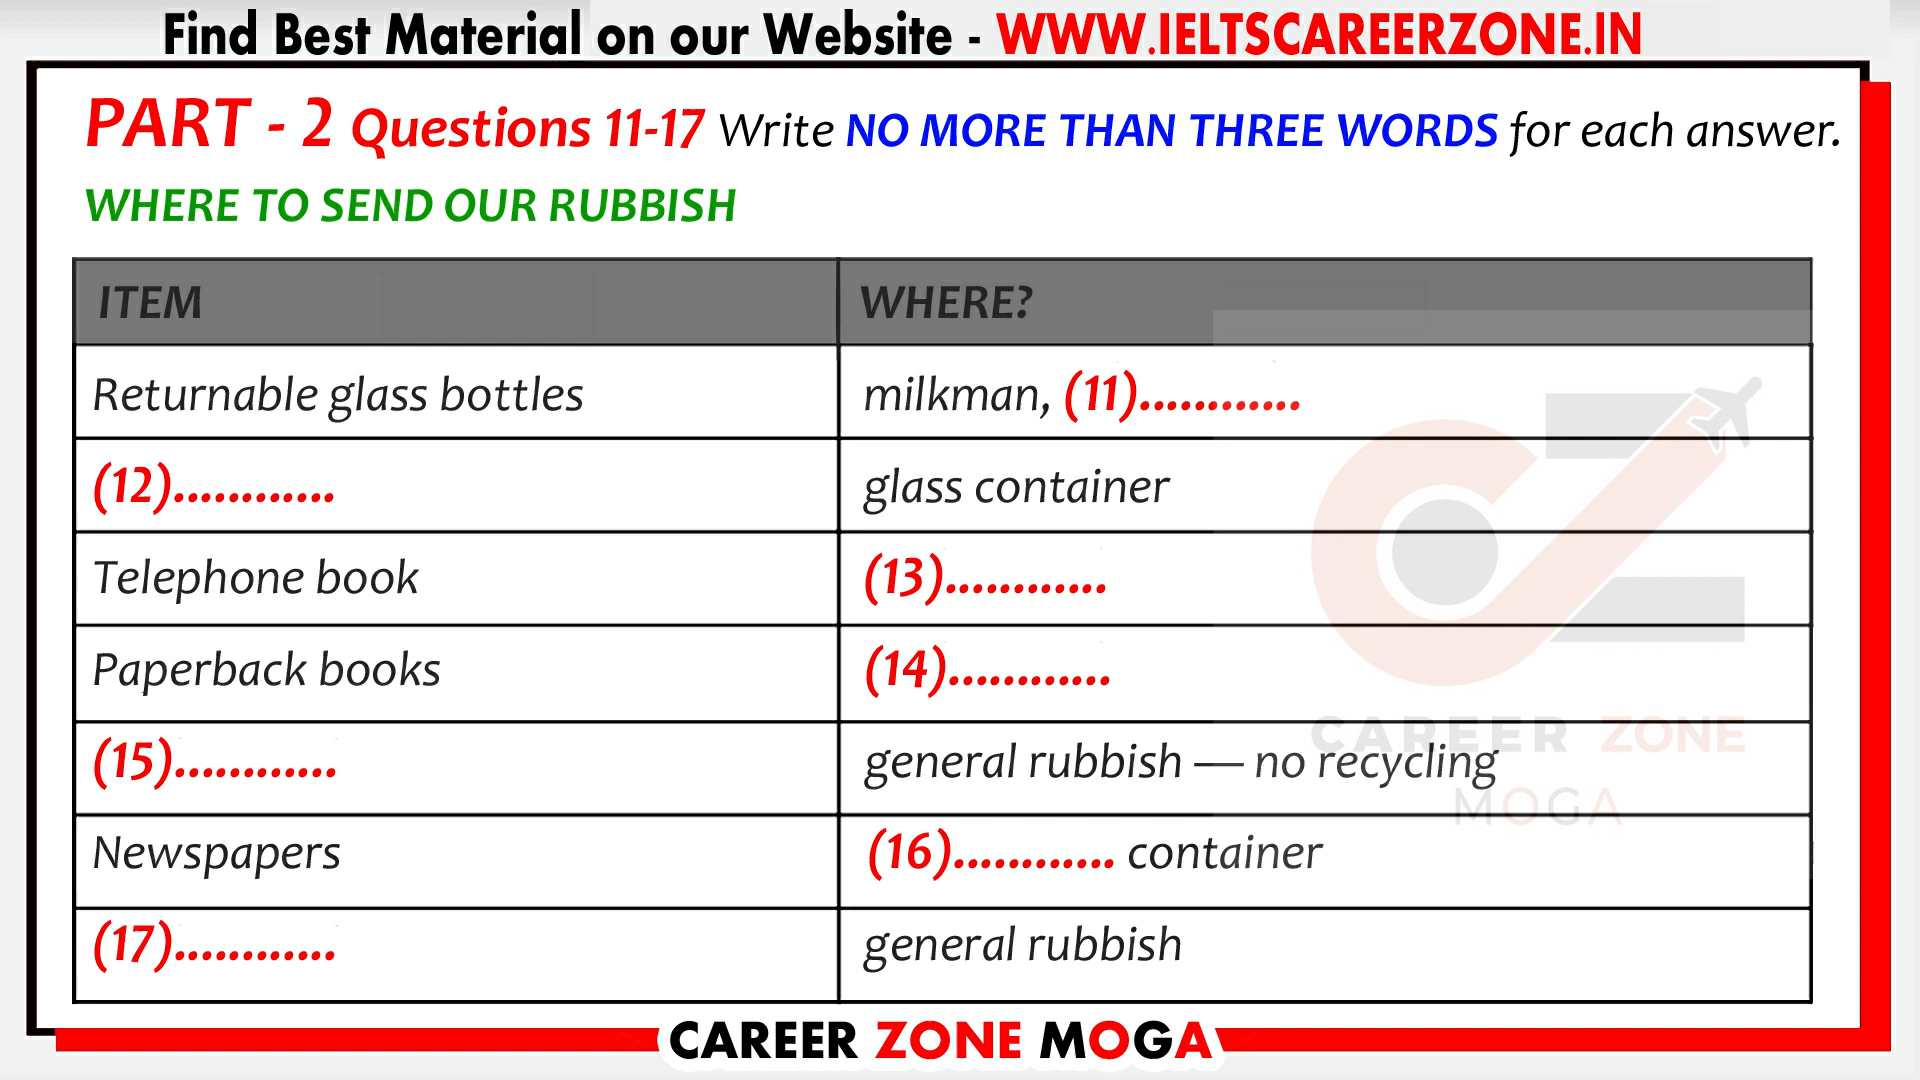 Find Best Material on our Website - WWW.IELTSCAREERZONE.IN
PART - 2 Questions 11-17 Write NO MORE THAN THREE WORDS for each answer.
WHERE TO SEND OUR RUBBISH
ITEM WHERE?
Returnable glass bottles milkman, (11)............
(12)............ glass container
Telephone book (13)............
Paperback books (14)............
CAREER ZONE
(15)............ general rubbish — no recycling
MOGA
Newspapers (16)............ container
(17)............ general rubbish
CAREER ZONE MOGA